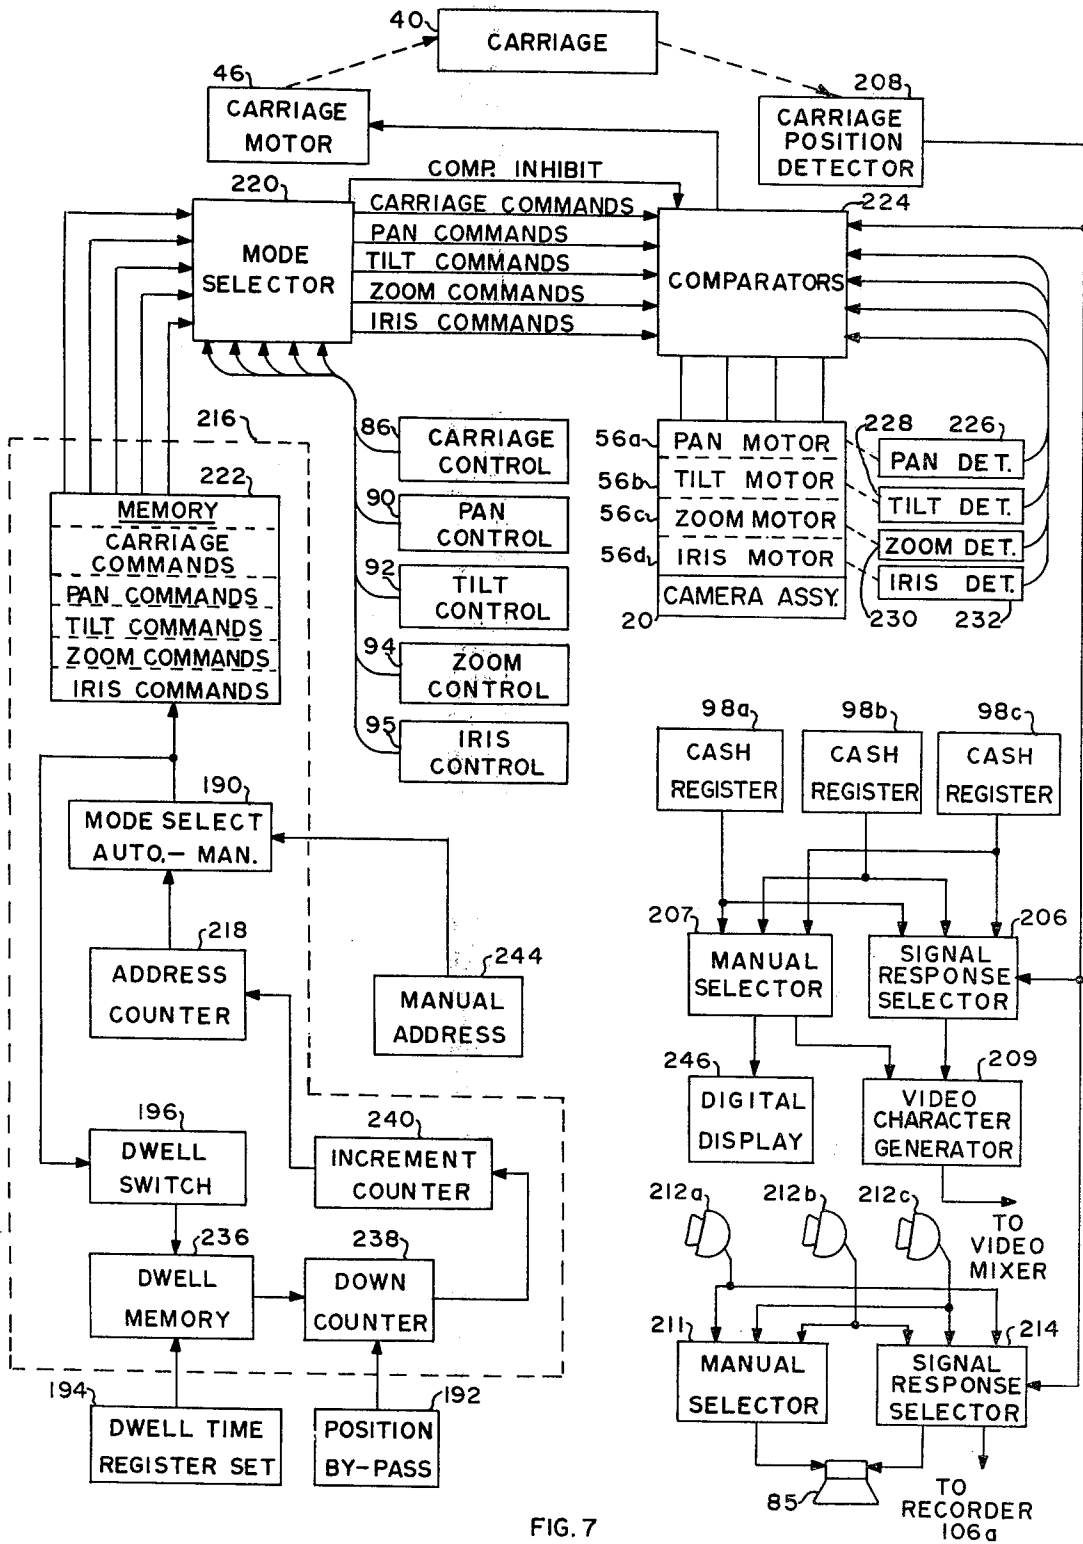 40
CARRIAGE
46
CARRIAGE
MOTOR
208
CARRIAGE
POSITION
DETECTOR
220
MODE
SELECTOR
COMP. INHIBIT
CARRIAGE COMMANDS
PAN COMMANDS
TILT COMMANDS
ZOOM COMMANDS
IRIS COMMANDS
224
COMPARATORS
216
222
MEMORY
CARRIAGE
COMMANDS
PAN COMMANDS
TILT COMMANDS
ZOOM COMMANDS
IRIS COMMANDS
86
CARRIAGE
CONTROL
90
PAN
CONTROL
92
TILT
CONTROL
94
ZOOM
CONTROL
95
IRIS
CONTROL
56a
PAN MOTOR
56b
TILT MOTOR
56c
ZOOM MOTOR
56d
IRIS MOTOR
20
CAMERA ASSY.
228
226
PAN DET.
TILT DET.
ZOOM DET.
IRIS DET.
230
232
190
MODE SELECT
AUTO.- MAN.
218
ADDRESS
COUNTER
244
MANUAL
ADDRESS
196
DWELL
SWITCH
240
INCREMENT
COUNTER
236
DWELL
MEMORY
238
DOWN
COUNTER
194
DWELL TIME
REGISTER SET
192
POSITION
BY-PASS
98a
CASH
REGISTER
98b
CASH
REGISTER
98c
CASH
REGISTER
207
MANUAL
SELECTOR
206
SIGNAL
RESPONSE
SELECTOR
246
DIGITAL
DISPLAY
209
VIDEO
CHARACTER
GENERATOR
TO
VIDEO
MIXER
212a
212b
212c
211
MANUAL
SELECTOR
214
SIGNAL
RESPONSE
SELECTOR
85
TO
RECORDER
106a
FIG. 7